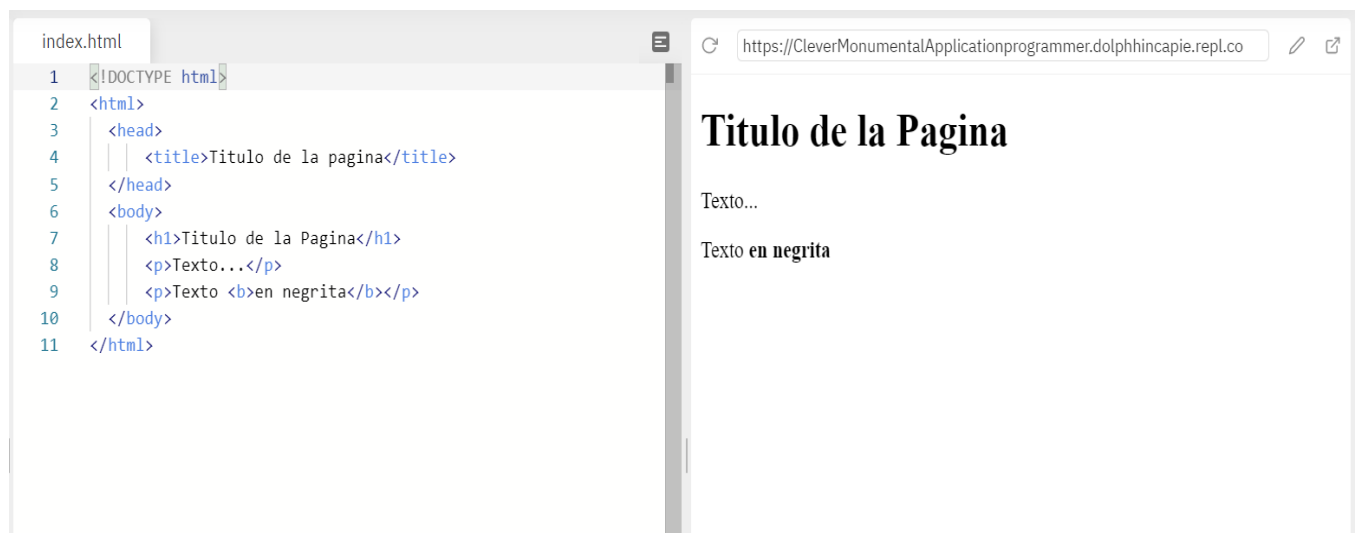 index.html
1 <!DOCTYPE html>
2 <html>
3 <head>
4 <title>Titulo de la pagina</title>
5 </head>
6 <body>
7 <h1>Titulo de la Pagina</h1>
8 <p>Texto...</p>
9 <p>Texto <b>en negrita</b></p>
10 </body>
11 </html>
https://CleverMonumentalApplicationprogrammer.dolphhincapie.repl.co
Titulo de la Pagina
Texto...
Texto en negrita